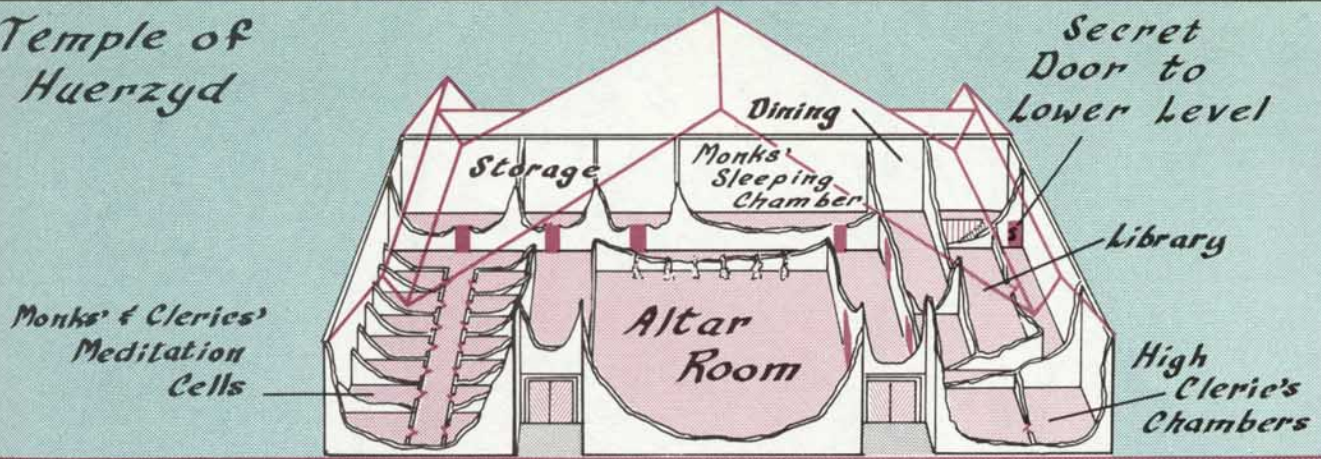 Temple of
Huerzyd
Secret
Door to
Lower Level
Dining
Storage
Monks'
Sleeping
Chamber
S
Library
Monks' & Clerics'
Meditation
Cells
Altar
Room
High
Cleric's
Chambers